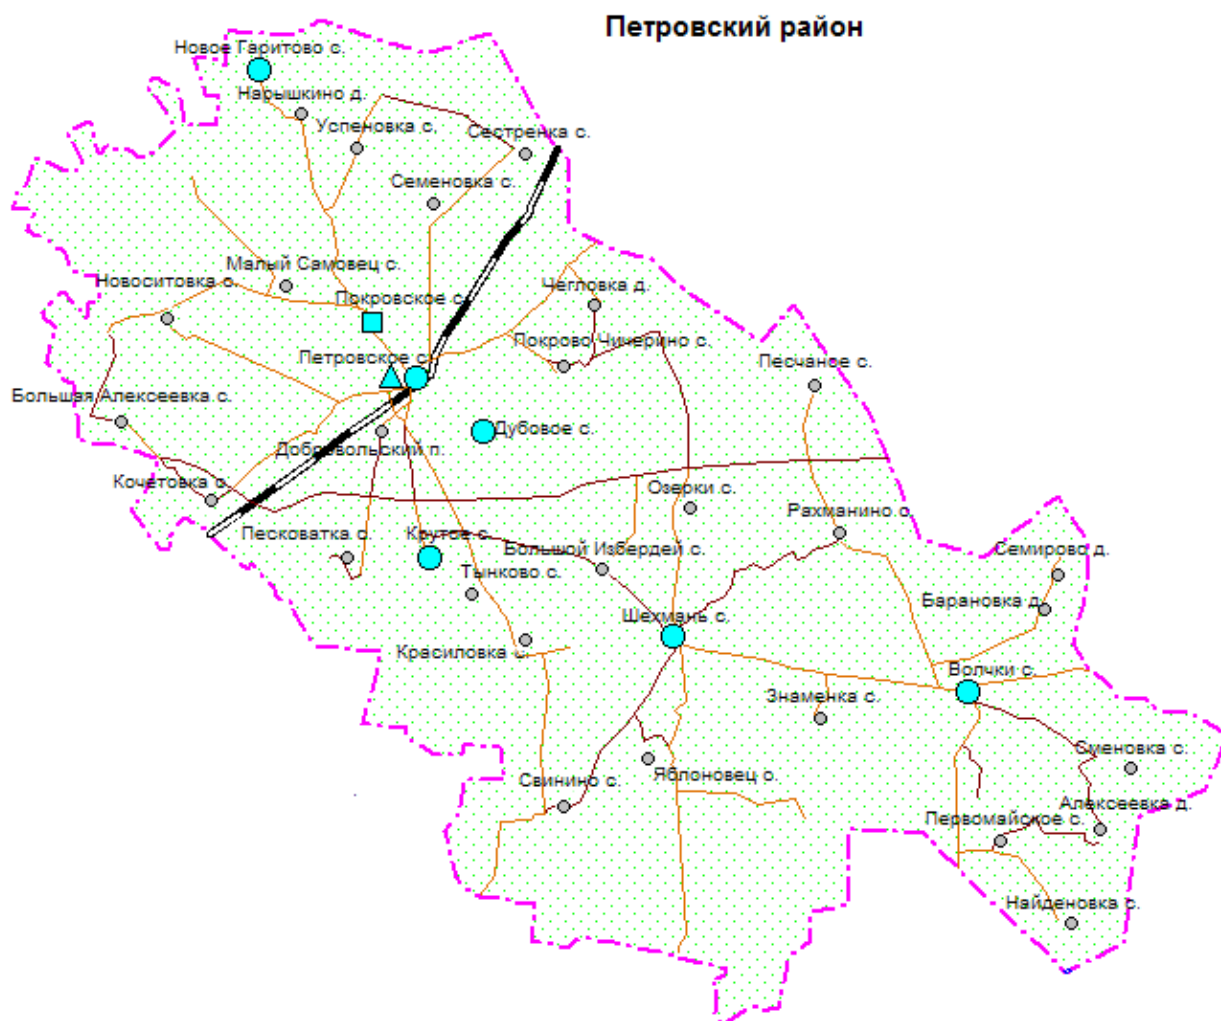 Петровский район
Новое Гаритово с.
Нарышкино д.
Успеновка с.
Сестренка с.
Семеновка с.
Малый Самовец с.
Новоситовка с.
Чегловка д.
Покровское с.
Покрово Чичерино с.
Петровское с.
Песчаное с.
Большая Алексеевка с.
Дубовое с.
Добровольский п.
Кочетовка с.
Озерки с.
Рахманино с.
Песковатка с.
Крутое с.
Большой Избердей с.
Семирово д.
Тынково с.
Барановка д.
Шехмань с.
Красиловка с.
Волчки с.
Знаменка с.
Сменовка с.
Свинино с.
Яблоновец с.
Алексеевка д.
Первомайское с.
Найденовка с.